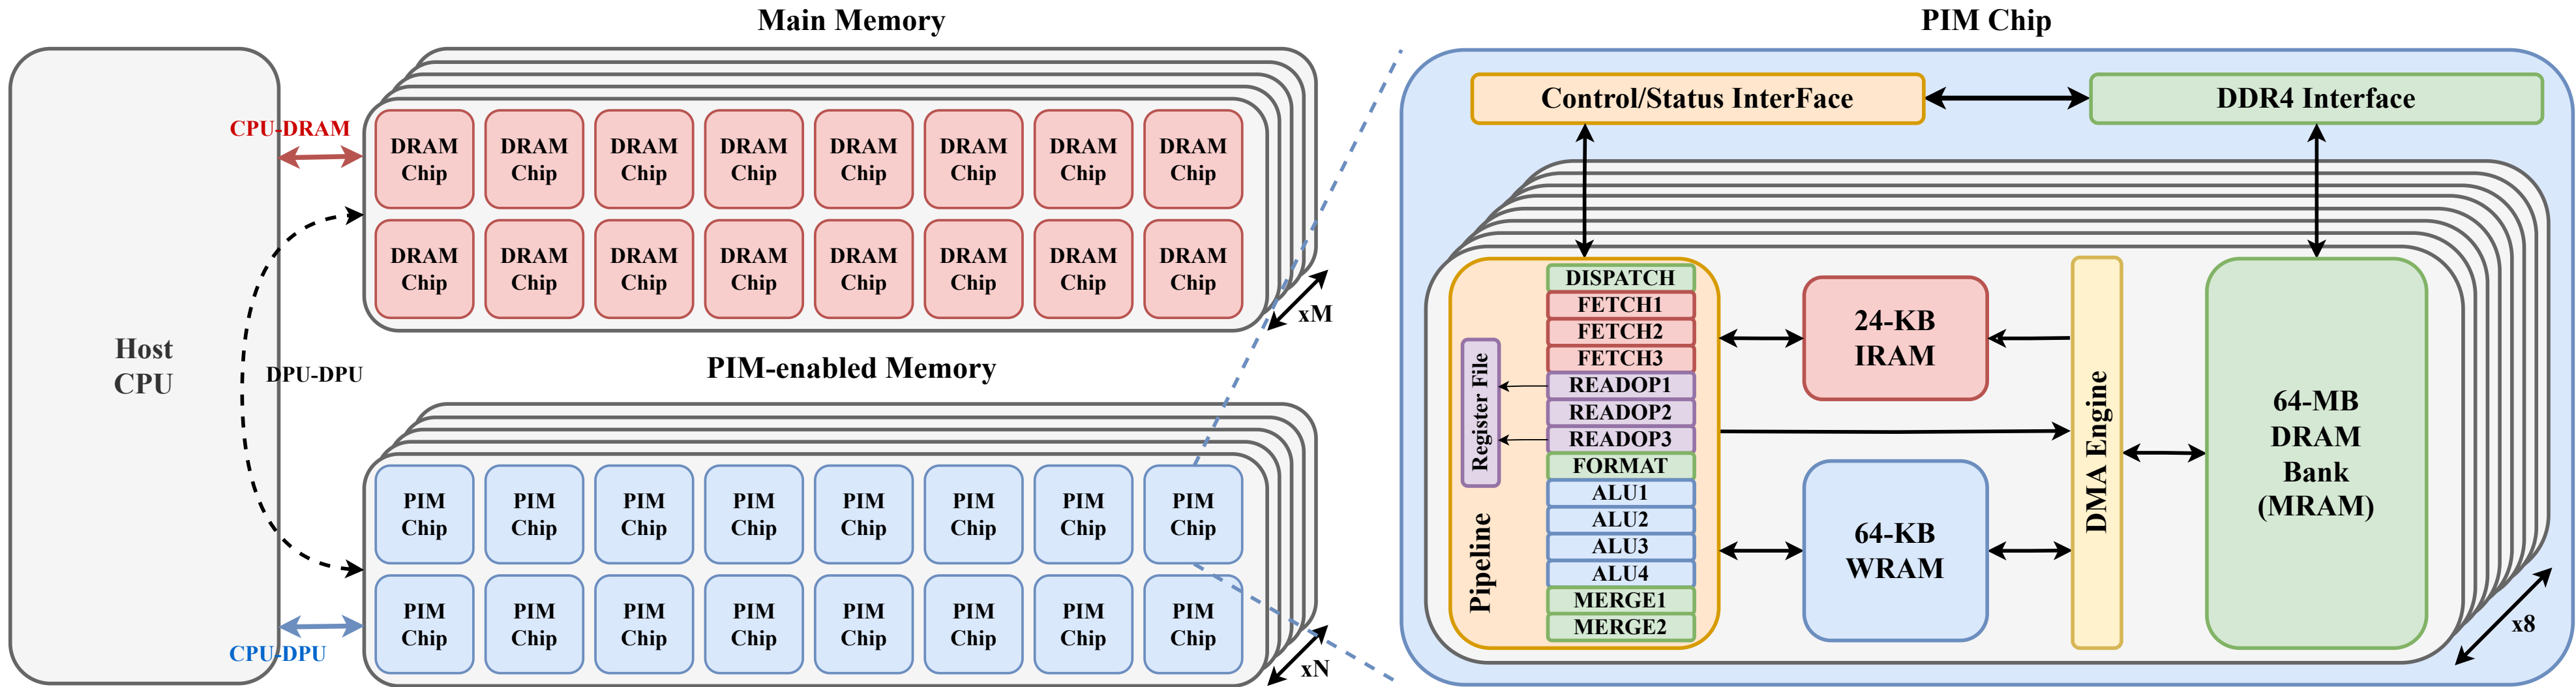 Main Memory
PIM Chip
Host
CPU
CPU-DRAM
DPU-DPU
CPU-DPU
DRAM DRAM DRAM DRAM DRAM DRAM DRAM DRAM
Chip Chip Chip Chip Chip Chip Chip Chip
DRAM DRAM DRAM DRAM DRAM DRAM DRAM DRAM
Chip Chip Chip Chip Chip Chip Chip Chip
xM
PIM-enabled Memory
PIM PIM PIM PIM PIM PIM PIM PIM
Chip Chip Chip Chip Chip Chip Chip Chip
PIM PIM PIM PIM PIM PIM PIM PIM
Chip Chip Chip Chip Chip Chip Chip Chip
xN
Control/Status InterFace
DDR4 Interface
Register File
Pipeline
DISPATCH
FETCH1
FETCH2
FETCH3
READOP1
READOP2
READOP3
FORMAT
ALU1
ALU2
ALU3
ALU4
MERGE1
MERGE2
24-KB
IRAM
64-KB
WRAM
DMA Engine
64-MB
DRAM
Bank
(MRAM)
x8